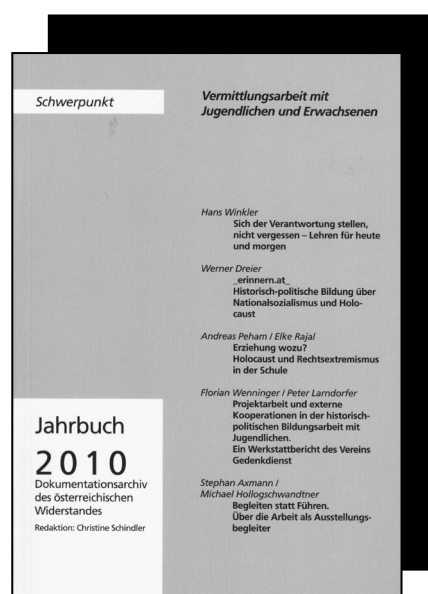 Schwerpunkt
Vermittlungsarbeit mit
Jugendlichen und Erwachsenen
Hans Winkler
Sich der Verantwortung stellen,
nicht vergessen – Lehren für heute
und morgen
Werner Dreier
_erinnern.at_
Historisch-politische Bildung über
Nationalsozialismus und Holo-
caust
Andreas Peham / Elke Rajal
Erziehung wozu?
Holocaust und Rechtsextremismus
in der Schule
Florian Wenninger / Peter Larndorfer
Projektarbeit und externe
Kooperationen in der historisch-
politischen Bildungsarbeit mit
Jugendlichen.
Ein Werkstattbericht des Vereins
Gedenkdienst
Stephan Axmann /
Michael Hollogschwandtner
Begleiten statt Führen.
Über die Arbeit als Ausstellungs-
begleiter
Jahrbuch
2010
Dokumentationsarchiv
des österreichischen
Widerstandes
Redaktion: Christine Schindler